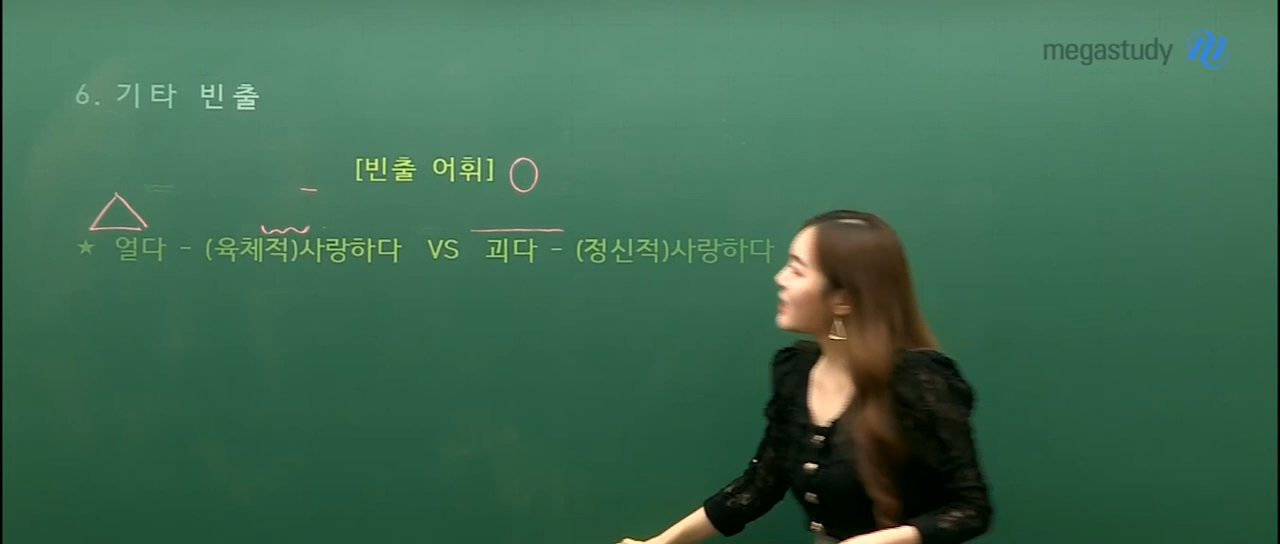 megastudy
6. 기타 빈출
[빈출 어휘]
★ 얼다 - (육체적)사랑하다 VS 괴다 - (정신적)사랑하다